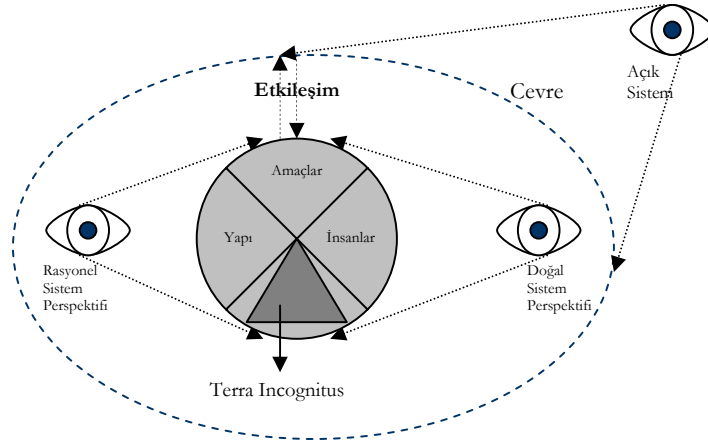 Etkileşim
Cevre
Açık
Sistem
Amaçlar
Yapı
İnsanlar
Rasyonel
Sistem
Perspektifi
Doğal
Sistem
Perspektifi
Terra Incognitus